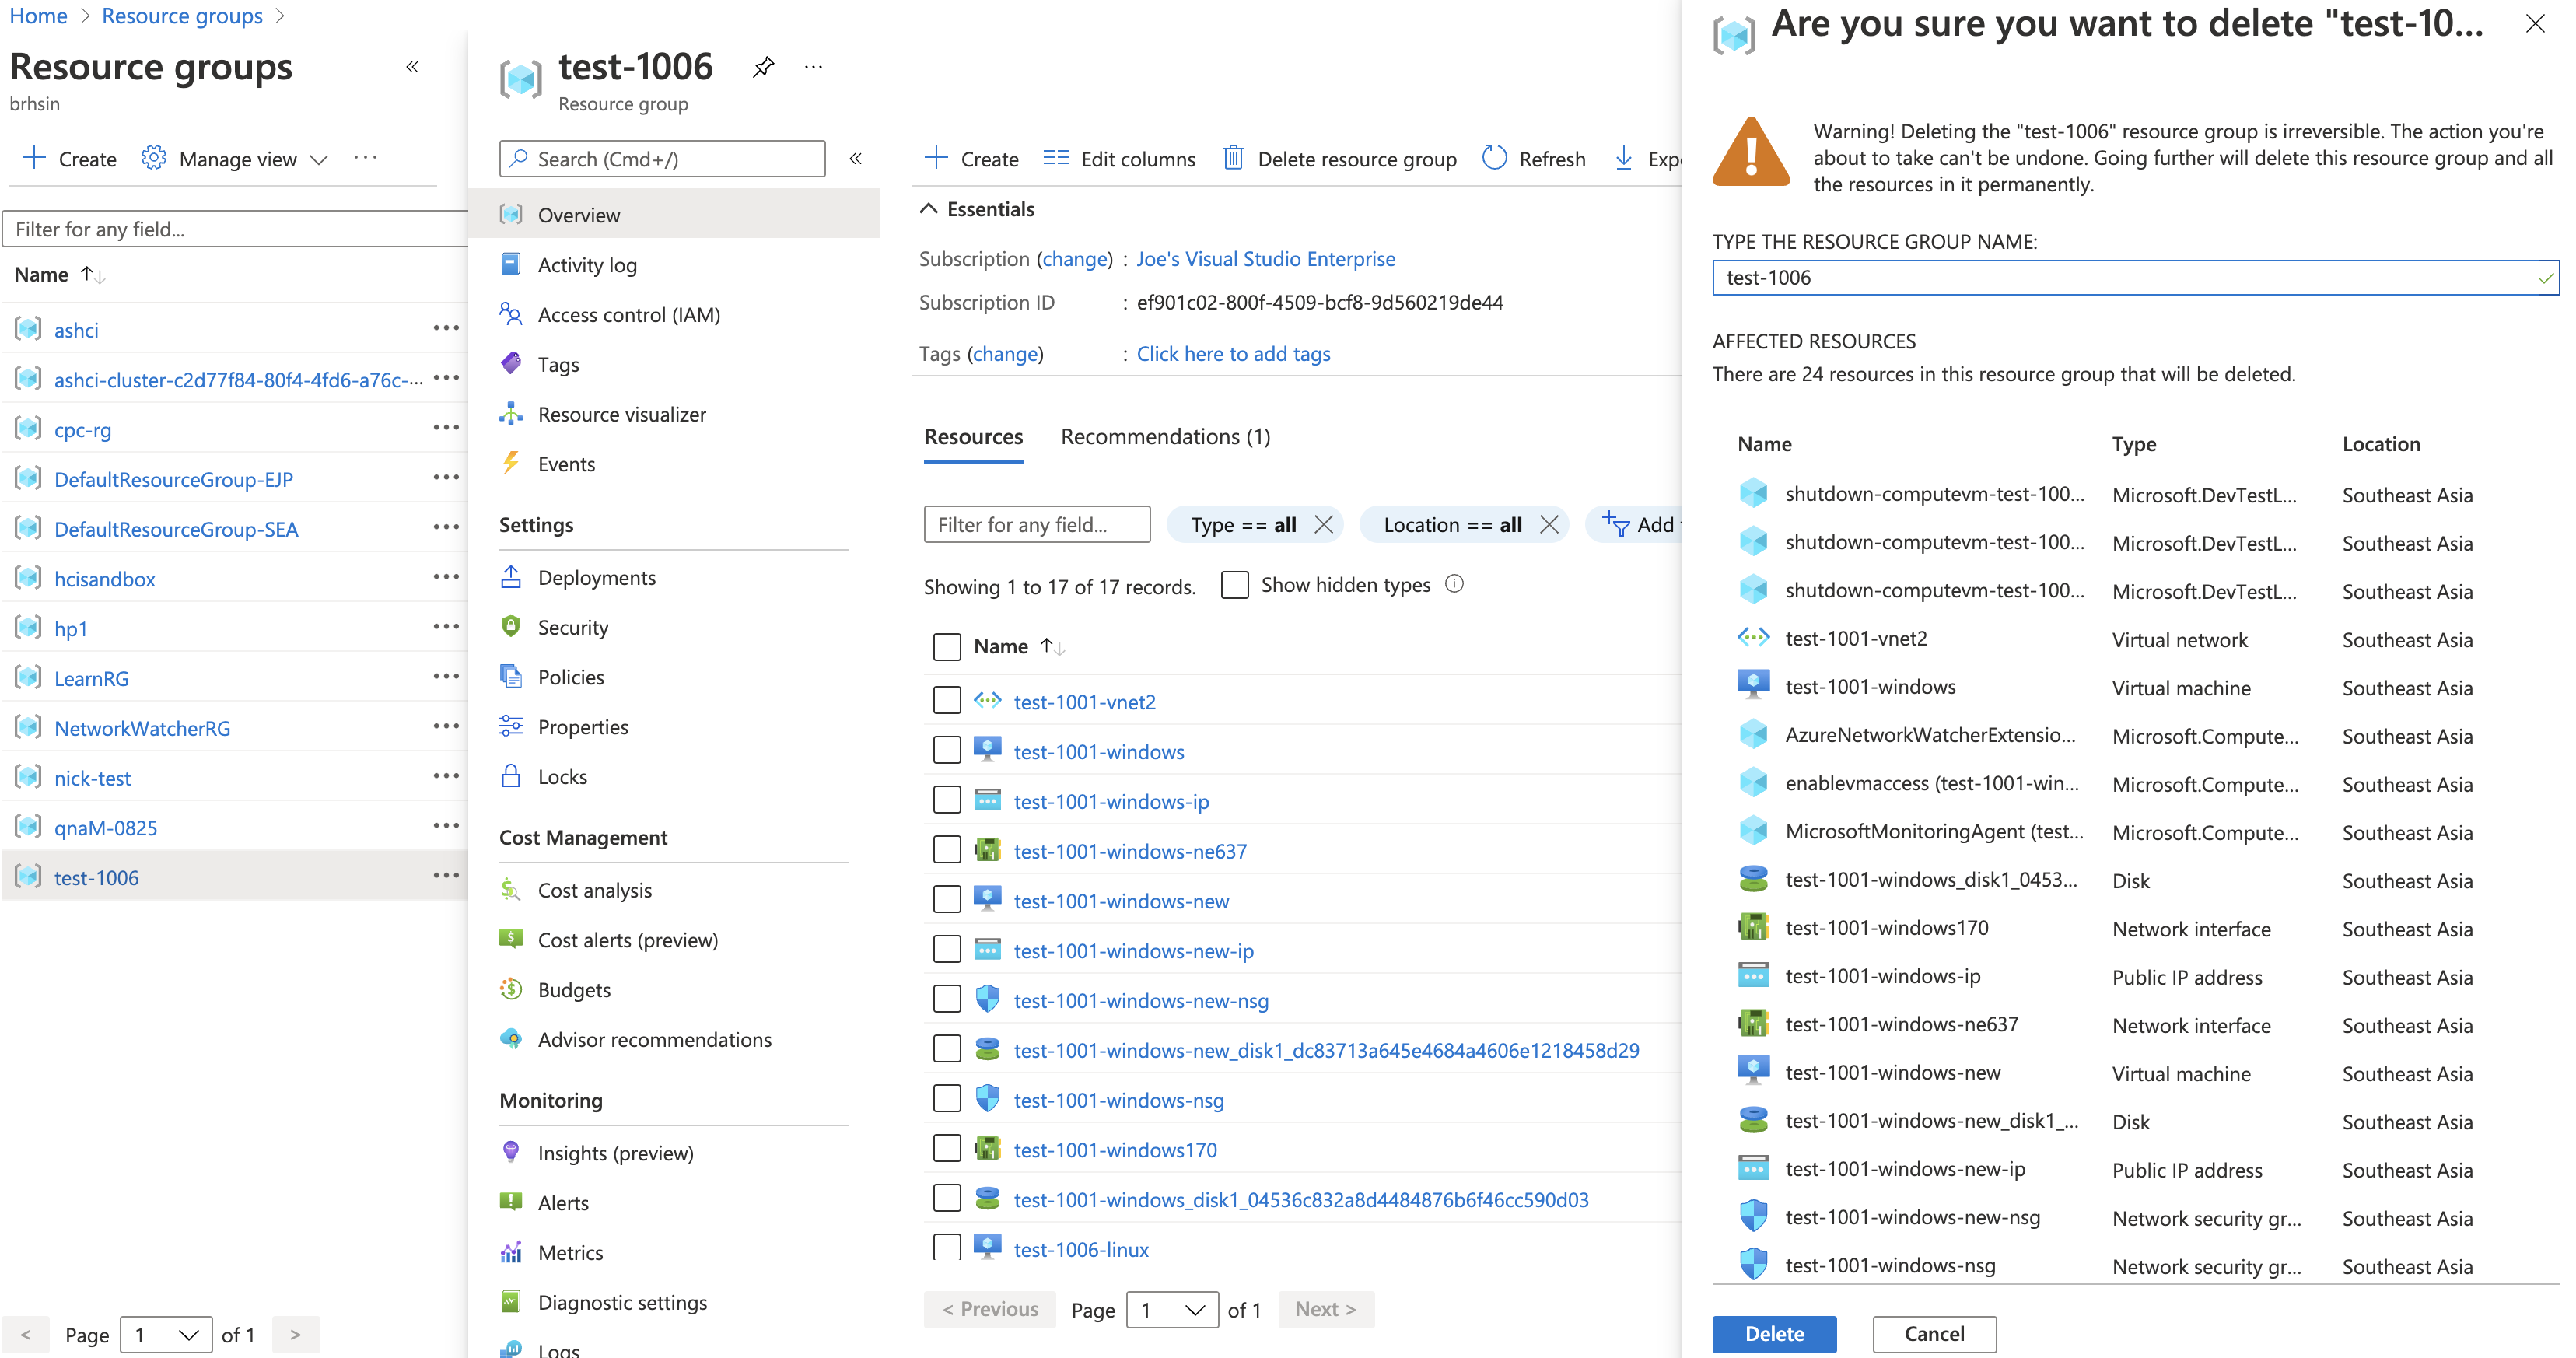 Home > Resource groups >
Resource groups
brhsin
«
Create
Manage view
...
Filter for any field...
Name
ashci
ashci-cluster-c2d77f84-80f4-4fd6-a76c-...
cpc-rg
DefaultResourceGroup-EJP
DefaultResourceGroup-SEA
hcisandbox
hp1
LearnRG
NetworkWatcherRG
nick-test
qnaM-0825
test-1006
< Page 1 of 1 >
test-1006
...
Resource group
Search (Cmd+/)
«
Overview
Activity log
Access control (IAM)
Tags
Resource visualizer
Events
Settings
Deployments
Security
Policies
Properties
Locks
Cost Management
Cost analysis
Cost alerts (preview)
Budgets
Advisor recommendations
Monitoring
Insights (preview)
Alerts
Metrics
Diagnostic settings
Logs
Create
Edit columns
Delete resource group
Refresh
Expo
Essentials
Subscription (change) : Joe's Visual Studio Enterprise
Subscription ID : ef901c02-800f-4509-bcf8-9d560219de44
Tags (change) : Click here to add tags
Resources
Recommendations (1)
Filter for any field...
Type == all
Location == all
Add
Showing 1 to 17 of 17 records.
Show hidden types
Name
test-1001-vnet2
test-1001-windows
test-1001-windows-ip
test-1001-windows-ne637
test-1001-windows-new
test-1001-windows-new-ip
test-1001-windows-new-nsg
test-1001-windows-new_disk1_dc83713a645e4684a4606e1218458d29
test-1001-windows-nsg
test-1001-windows170
test-1001-windows_disk1_04536c832a8d4484876b6f46cc590d03
test-1006-linux
< Previous Page 1 of 1 Next >
Are you sure you want to delete "test-10...
Warning! Deleting the "test-1006" resource group is irreversible. The action you're
about to take can't be undone. Going further will delete this resource group and all
the resources in it permanently.
TYPE THE RESOURCE GROUP NAME:
test-1006
AFFECTED RESOURCES
There are 24 resources in this resource group that will be deleted.
Name Type Location
shutdown-computevm-test-100... Microsoft.DevTestL... Southeast Asia
shutdown-computevm-test-100... Microsoft.DevTestL... Southeast Asia
shutdown-computevm-test-100... Microsoft.DevTestL... Southeast Asia
test-1001-vnet2 Virtual network Southeast Asia
test-1001-windows Virtual machine Southeast Asia
AzureNetworkWatcherExtensio... Microsoft.Compute... Southeast Asia
enablevmaccess (test-1001-win... Microsoft.Compute... Southeast Asia
MicrosoftMonitoringAgent (test... Microsoft.Compute... Southeast Asia
test-1001-windows_disk1_0453... Disk Southeast Asia
test-1001-windows170 Network interface Southeast Asia
test-1001-windows-ip Public IP address Southeast Asia
test-1001-windows-ne637 Network interface Southeast Asia
test-1001-windows-new Virtual machine Southeast Asia
test-1001-windows-new_disk1_... Disk Southeast Asia
test-1001-windows-new-ip Public IP address Southeast Asia
test-1001-windows-new-nsg Network security gr... Southeast Asia
test-1001-windows-nsg Network security gr... Southeast Asia
Delete
Cancel